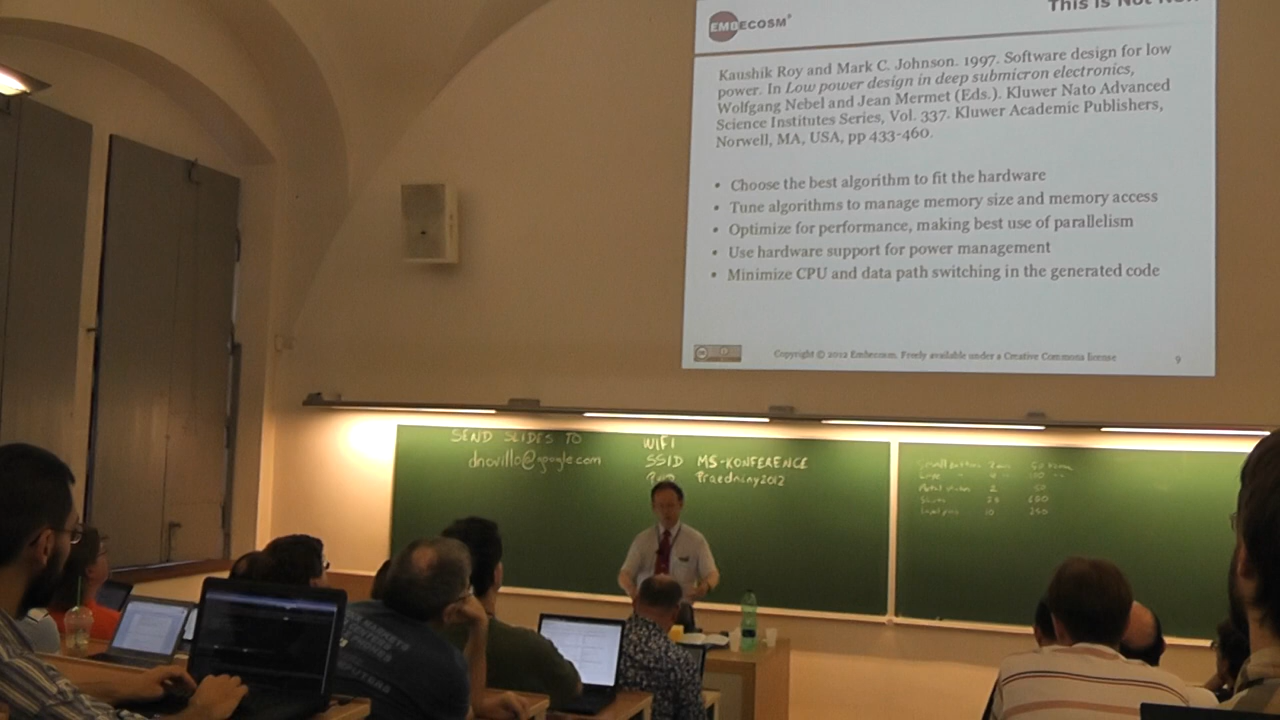 EMBECOSM®
This Is Not
Kaushik Roy and Mark C. Johnson. 1997. Software design for low
power. In Low power design in deep submicron electronics,
Wolfgang Nebel and Jean Mermet (Eds.). Kluwer Nato Advanced
Science Institutes Series, Vol. 337. Kluwer Academic Publishers,
Norwell, MA, USA, pp 433-460.
• Choose the best algorithm to fit the hardware
• Tune algorithms to manage memory size and memory access
• Optimize for performance, making best use of parallelism
• Use hardware support for power management
• Minimize CPU and data path switching in the generated code
Copyright © 2012 Embecosm. Freely available under a Creative Commons license
9
SEND SLIDES TO
dnovillo@google.com
WIFI
SSID MS-KONFERENCE
Praedniny2012